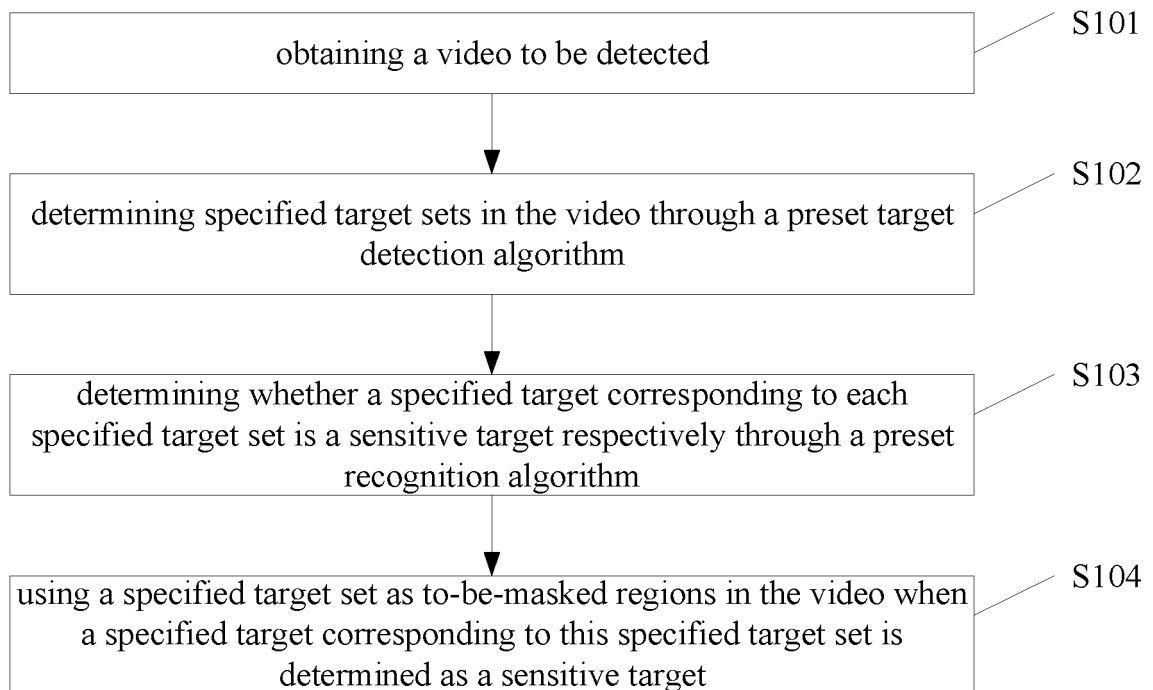 obtaining a video to be detected
S101
determining specified target sets in the video through a preset target
detection algorithm
S102
determining whether a specified target corresponding to each
specified target set is a sensitive target respectively through a preset
recognition algorithm
S103
using a specified target set as to-be-masked regions in the video when
a specified target corresponding to this specified target set is
determined as a sensitive target
S104